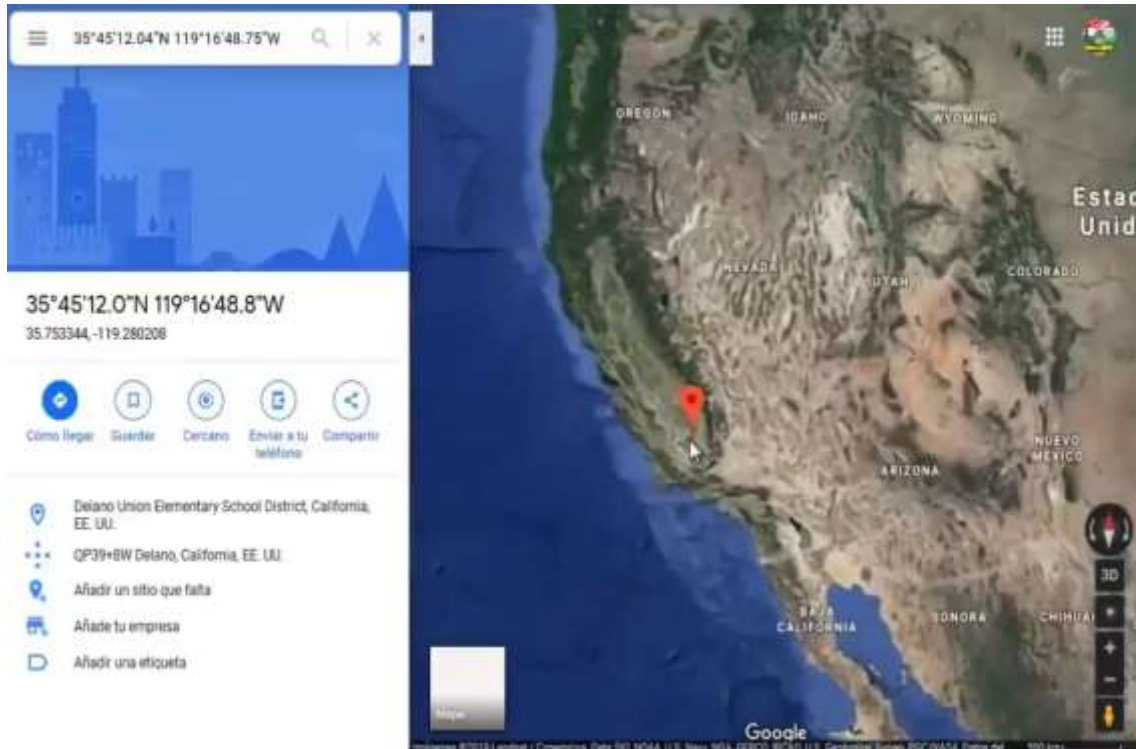 35°45'12.04"N 119°16'48.75"W
35°45'12.0"N 119°16'48.8"W
35.753344, -119.280208
Cómo llegar
Guardar
Cercano
Enviar a tu
teléfono
Compartir
Delano Union Elementary School District, California,
EE. UU.
QP39+8W Delano, California, EE. UU.
Añadir un sitio que falta
Añade tu empresa
Añadir una etiqueta
OREGON
IDAHO
WYOMING
Estad
Unid
NEVADA
UTAH
COLORADO
NUEVO
MÉXICO
ARIZONA
BAJA
CALIFORNIA
SONORA
CHIHUA
3D
Mapa
Google